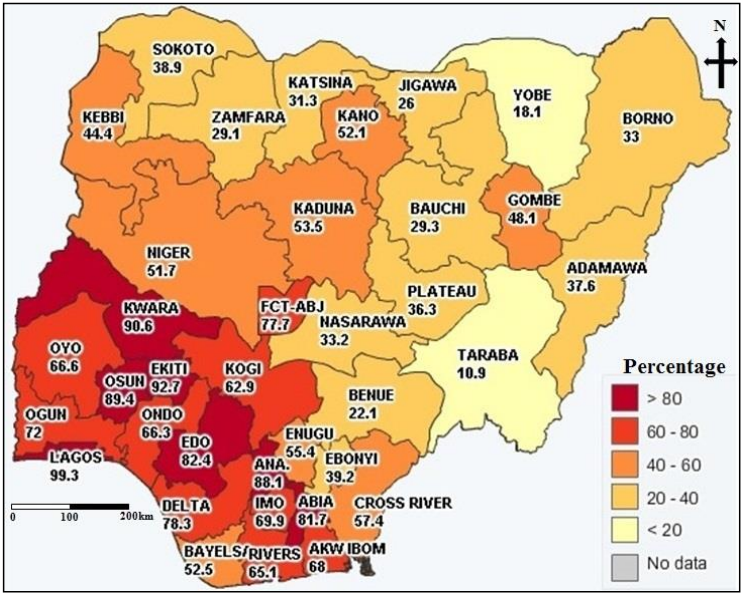 N
SOKOTO
38.9
KATSINA
31.3
JIGAWA
26
YOBE
18.1
BORNO
33
KEBBI
44.4
ZAMFARA
29.1
KANO
52.1
KADUNA
53.5
BAUCHI
29.3
GOMBE
48.1
NIGER
51.7
ADAMAWA
37.6
PLATEAU
36.3
FCT-ABJ
77.7
NASARAWA
33.2
KWARA
90.6
TARABA
10.9
OYO
66.6
OSUN
89.4
EKITI
92.7
KOGI
62.9
BENUE
22.1
OGUN
72
ONDO
66.3
EDO
82.4
ENUGU
55.4
EBONYI
39.2
LAGOS
99.3
ANA.
88.1
DELTA
78.3
IMO
69.9
ABIA
81.7
CROSS RIVER
57.4
BAYELSA
52.5
RIVERS
65.1
AKW IBOM
68
0 100 200km
Percentage
> 80
60 - 80
40 - 60
20 - 40
< 20
No data